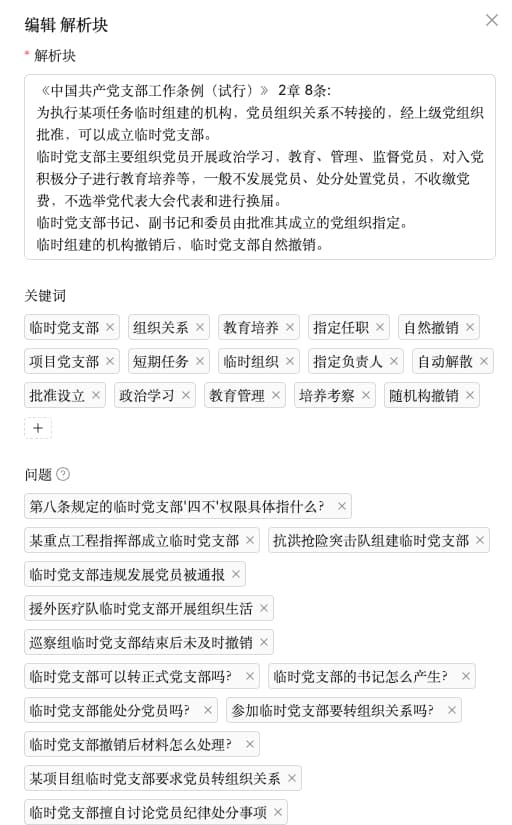 编辑 解析块
* 解析块
《中国共产党支部工作条例（试行）》 2章 8条:
为执行某项任务临时组建的机构，党员组织关系不转接的，经上级党组织
批准，可以成立临时党支部。
临时党支部主要组织党员开展政治学习，教育、管理、监督党员，对入党
积极分子进行教育培养等，一般不发展党员、处分处置党员，不收缴党
费，不选举党代表大会代表和进行换届。
临时党支部书记、副书记和委员由批准其成立的党组织指定。
临时组建的机构撤销后，临时党支部自然撤销。
关键词
临时党支部 组织关系 教育培养 指定任职 自然撤销
项目党支部 短期任务 临时组织 指定负责人 自动解散
批准设立 政治学习 教育管理 培养考察 随机构撤销
+
问题
第八条规定的临时党支部'四不'权限具体指什么?
某重点工程指挥部成立临时党支部 抗洪抢险突击队组建临时党支部
临时党支部违规发展党员被通报
援外医疗队临时党支部开展组织生活
巡察组临时党支部结束后未及时撤销
临时党支部可以转正式党支部吗? 临时党支部的书记怎么产生?
临时党支部能处分党员吗? 参加临时党支部要转组织关系吗?
临时党支部撤销后材料怎么处理?
某项目组临时党支部要求党员转组织关系
临时党支部擅自讨论党员纪律处分事项